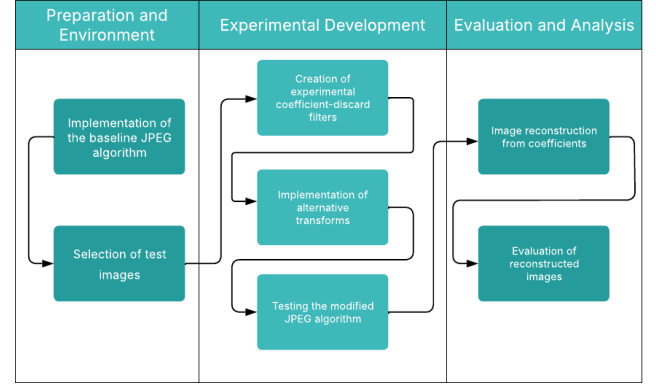 Preparation and
Environment
Experimental Development
Evaluation and Analysis
Implementation of
the baseline JPEG
algorithm
Selection of test
images
Creation of
experimental
coefficient-discard
filters
Implementation of
alternative
transforms
Testing the modified
JPEG algorithm
Image reconstruction
from coefficients
Evaluation of
reconstructed
images